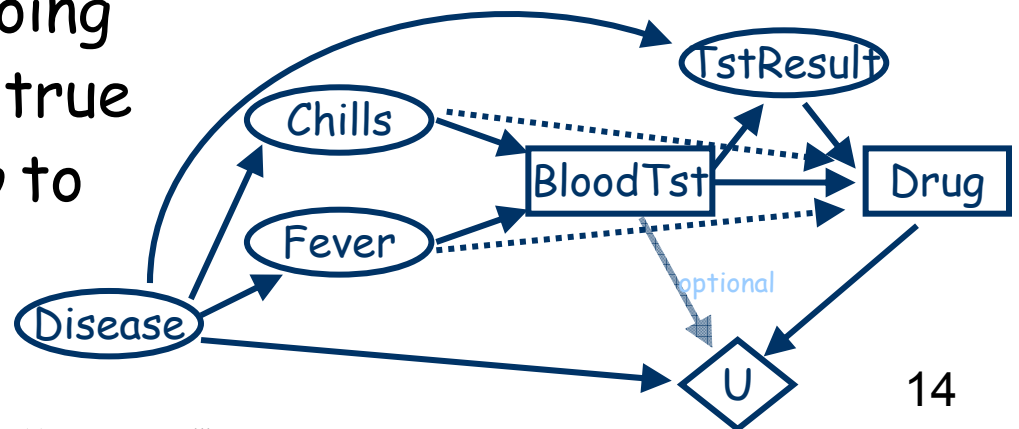 oing
true
to
TstResult
Chills
BloodTst
Drug
Fever
optional
Disease
U
14